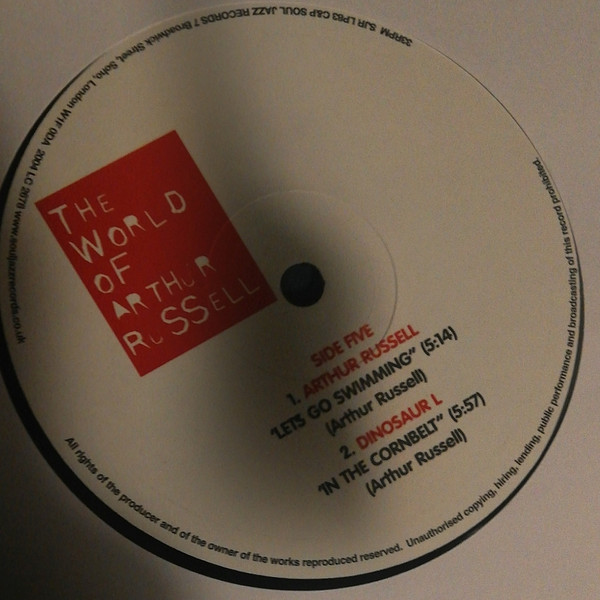 THE
WORLD
OF
ARTHUR
RUSSELL
SIDE FIVE
1. ARTHUR RUSSELL
"LET'S GO SWIMMING" (5:14)
(Arthur Russell)
2. DINOSAUR L
"IN THE CORNBELT" (5:57)
(Arthur Russell)
33RPM SJR LP83 C&P SOUL JAZZ RECORDS 7 Broadwick Street, Soho, London W1F 0DA 2004 LC 2678 www.souljazzrecords.co.uk
All rights of the producer and of the owner of the works reproduced reserved. Unauthorised copying, hiring, lending, public performance and broadcasting of this record prohibited.